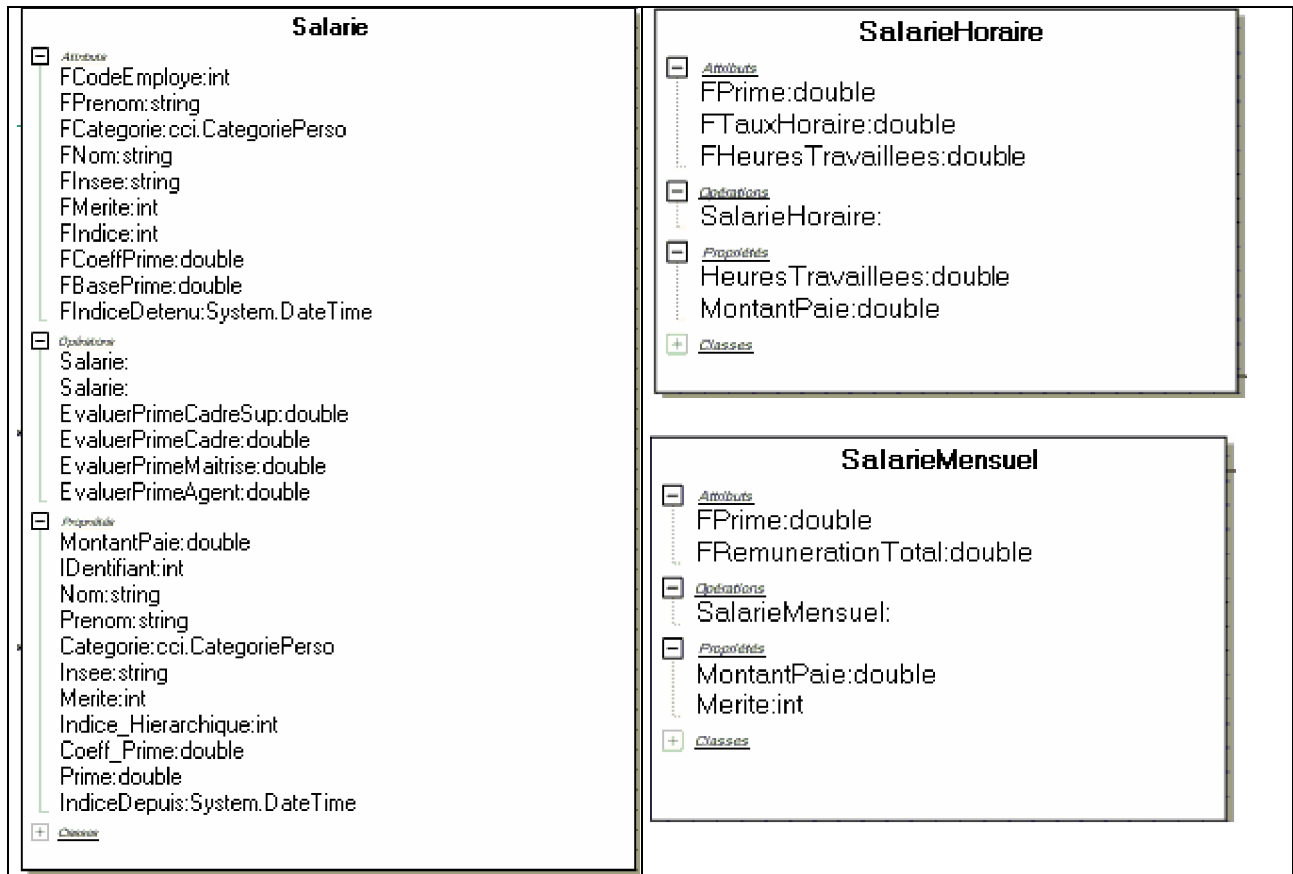 Salarie
Attributs
FCodeEmploye:int
FPrenom:string
FCategorie:cci.CategoriePerso
FNom:string
FInsee:string
FMerite:int
FIndice:int
FCoeffPrime:double
FBasePrime:double
FIndiceDetenu:System.DateTime
Opérations
Salarie:
Salarie:
EvaluerPrimeCadreSup:double
EvaluerPrimeCadre:double
EvaluerPrimeMaitrise:double
EvaluerPrimeAgent:double
Propriétés
MontantPaie:double
IDentifiant:int
Nom:string
Prenom:string
Categorie:cci.CategoriePerso
Insee:string
Merite:int
Indice_Hierarchique:int
Coeff_Prime:double
Prime:double
IndiceDepuis:System.DateTime
Classes
SalarieHoraire
Attributs
FPrime:double
FTauxHoraire:double
FHeuresTravaillees:double
Opérations
SalarieHoraire:
Propriétés
HeuresTravaillees:double
MontantPaie:double
Classes
SalarieMensuel
Attributs
FPrime:double
FRemunerationTotal:double
Opérations
SalarieMensuel:
Propriétés
MontantPaie:double
Merite:int
Classes